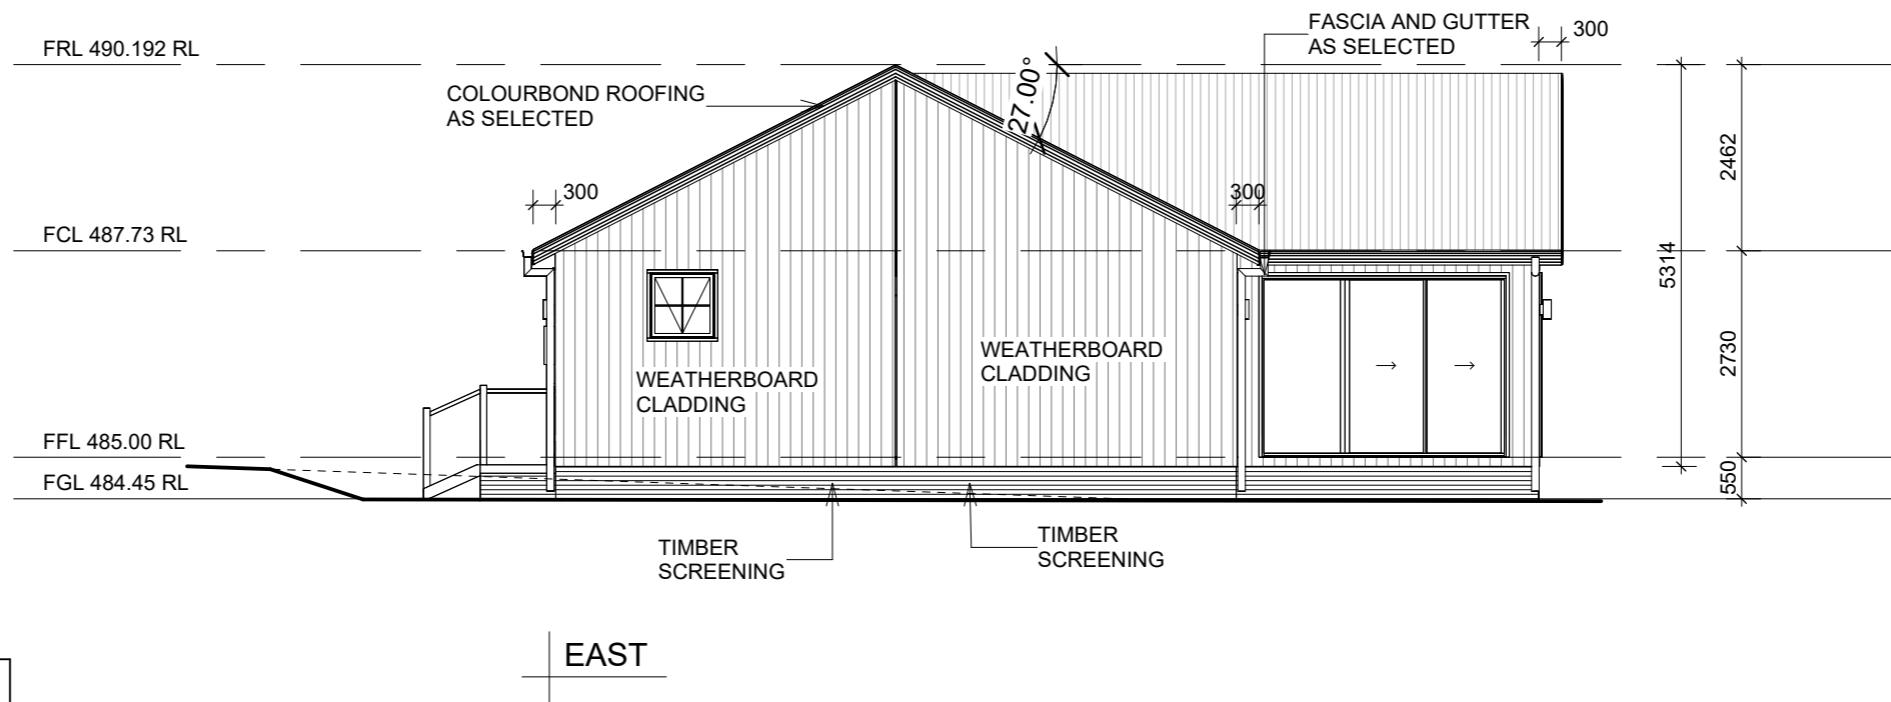 FASCIA AND GUTTER
AS SELECTED
300
FRL 490.192 RL
COLOURBOND ROOFING
AS SELECTED
27.00°
2462
300
300
FCL 487.73 RL
5314
2730
WEATHERBOARD
CLADDING
WEATHERBOARD
CLADDING
FFL 485.00 RL
FGL 484.45 RL
550
TIMBER
SCREENING
TIMBER
SCREENING
EAST